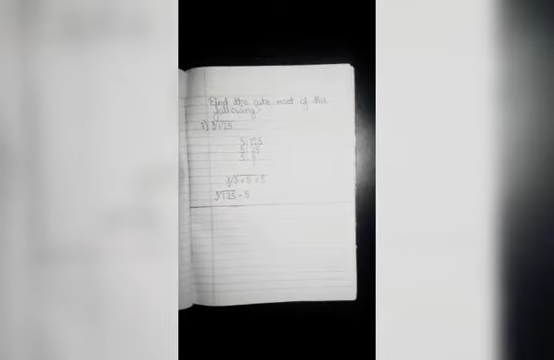 Find the cube root of the
following.
1) ∛125
5 | 125
5 | 25
5 | 5
∛5×5×5
∛125 = 5